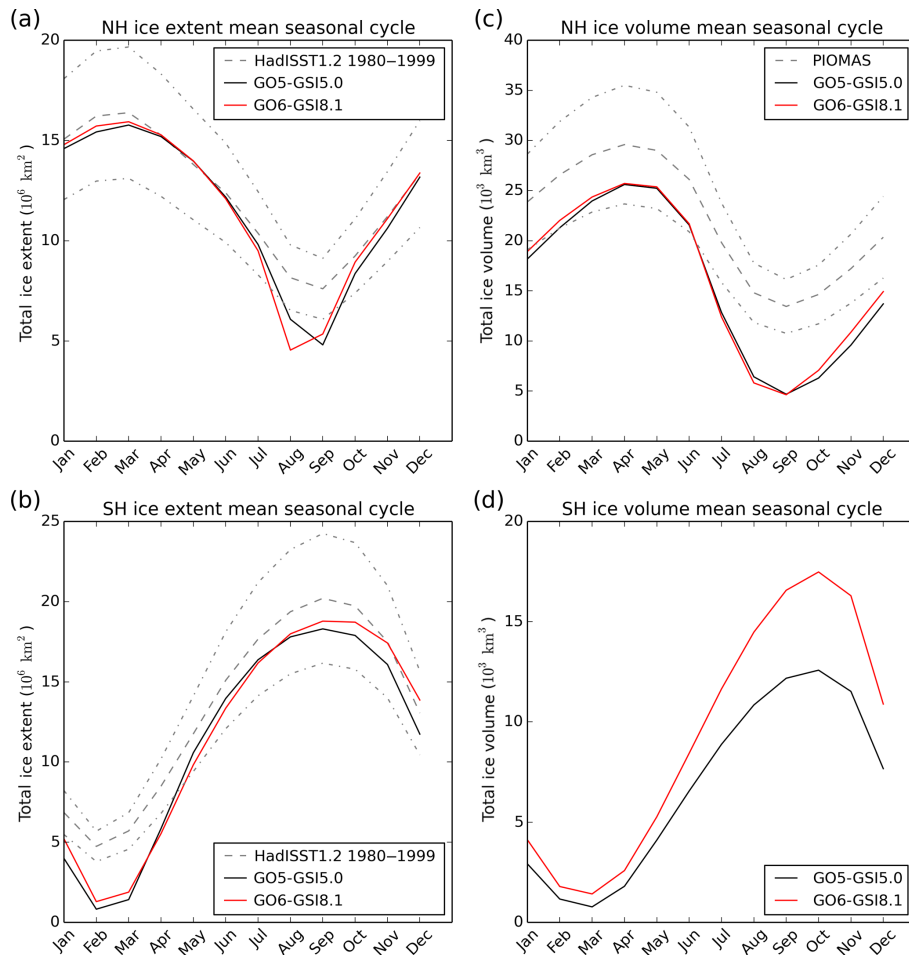 (a)
NH ice extent mean seasonal cycle
Total ice extent (10⁶ km²)
20
15
10
5
0
HadISST1.2 1980−1999
GO5-GSI5.0
GO6-GSI8.1
Jan Feb Mar Apr May Jun Jul Aug Sep Oct Nov Dec
(c)
NH ice volume mean seasonal cycle
Total ice volume (10³ km³)
40
35
30
25
20
15
10
5
0
PIOMAS
GO5-GSI5.0
GO6-GSI8.1
Jan Feb Mar Apr May Jun Jul Aug Sep Oct Nov Dec
(b)
SH ice extent mean seasonal cycle
Total ice extent (10⁶ km²)
25
20
15
10
5
0
HadISST1.2 1980−1999
GO5-GSI5.0
GO6-GSI8.1
Jan Feb Mar Apr May Jun Jul Aug Sep Oct Nov Dec
(d)
SH ice volume mean seasonal cycle
Total ice volume (10³ km³)
20
15
10
5
0
GO5-GSI5.0
GO6-GSI8.1
Jan Feb Mar Apr May Jun Jul Aug Sep Oct Nov Dec